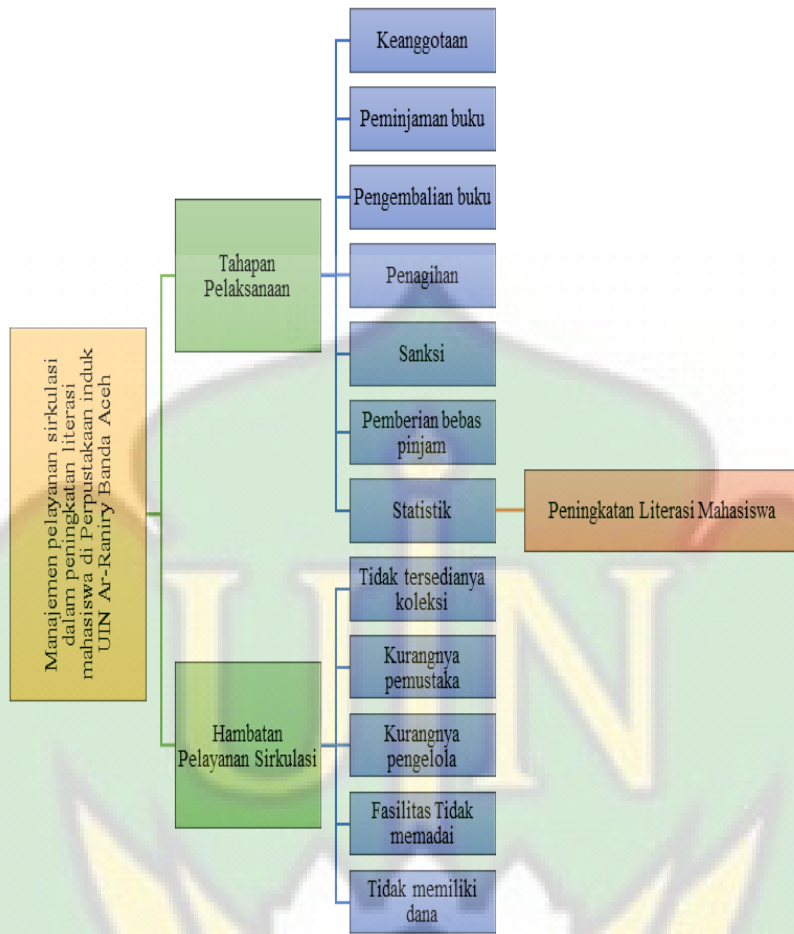 Manajemen pelayanan sirkulasi
dalam peningkatan literasi
mahasiswa di Perpustakaan induk
UIN Ar-Raniry Banda Aceh
Tahapan
Pelaksanaan
Keanggotaan
Peminjaman buku
Pengembalian buku
Penagihan
Sanksi
Pemberian bebas
pinjam
Statistik
Peningkatan Literasi Mahasiswa
Hambatan
Pelayanan Sirkulasi
Tidak tersedianya
koleksi
Kurangnya
pemustaka
Kurangnya
pengelola
Fasilitas Tidak
memadai
Tidak memiliki
dana
UIN